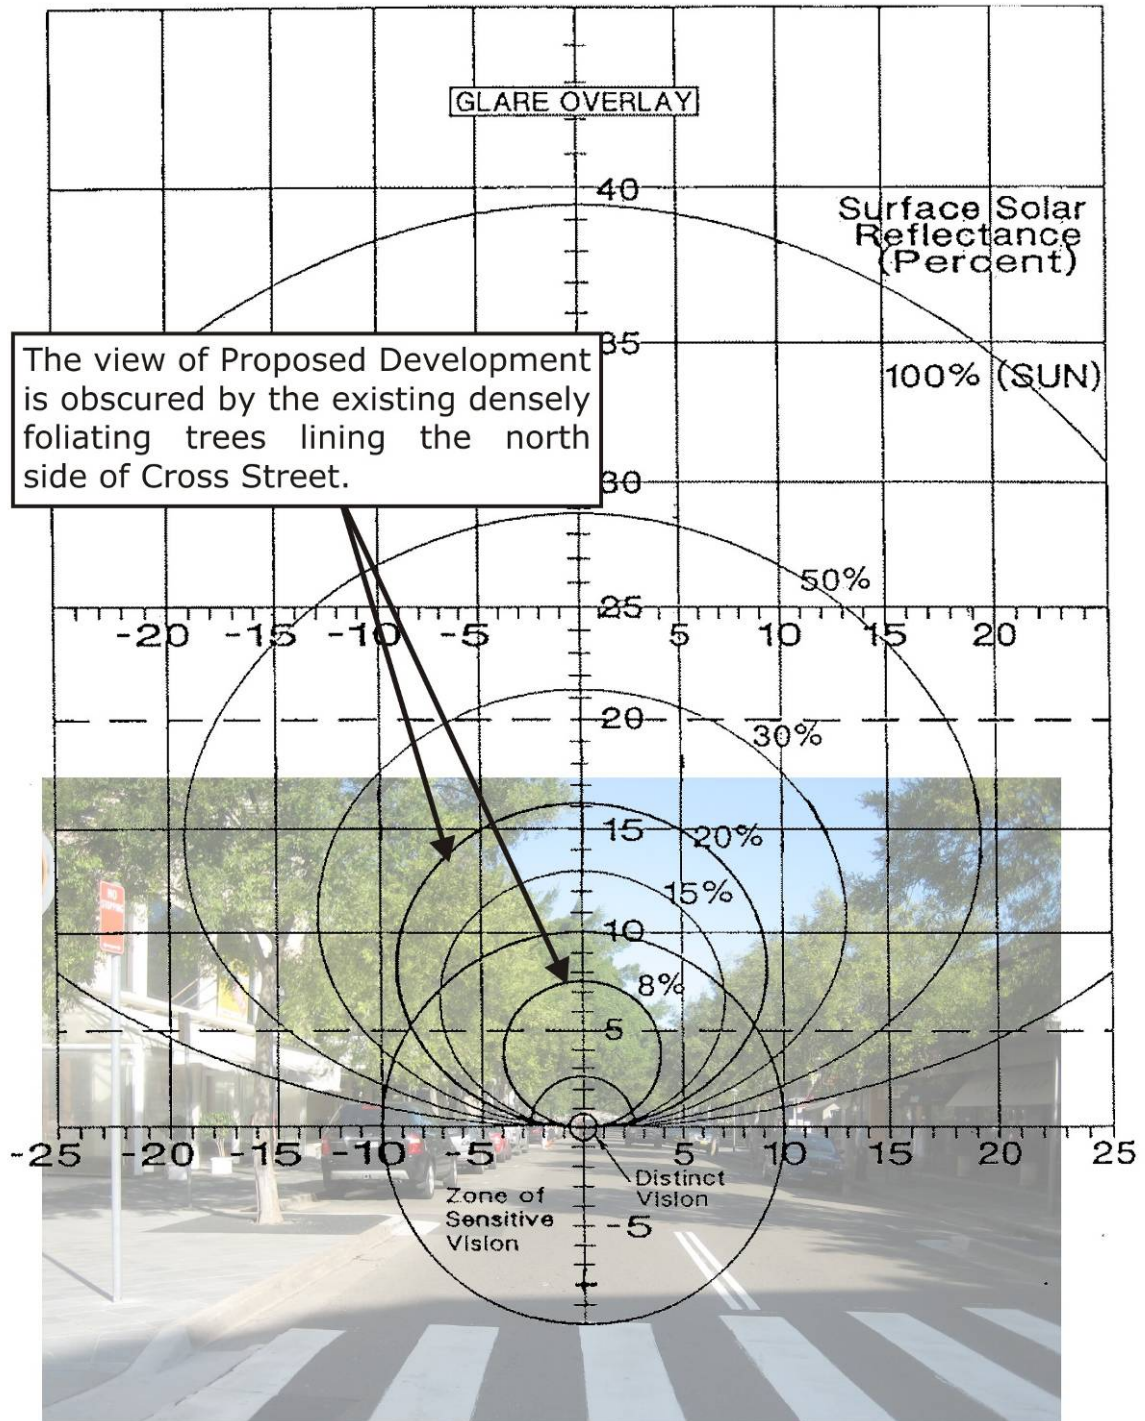 GLARE OVERLAY
40
Surface Solar
Reflectance
(Percent)
35
100% (SUN)
The view of Proposed Development
is obscured by the existing densely
foliating trees lining the north
side of Cross Street.
30
50%
25
-20 -15 -10 -5 5 10 15 20
20
30%
15
20%
15%
10
8%
5
-25 -20 -15 -10 -5 5 10 15 20 25
Distinct
Vision
Zone of
Sensitive
Vision
-5
NO